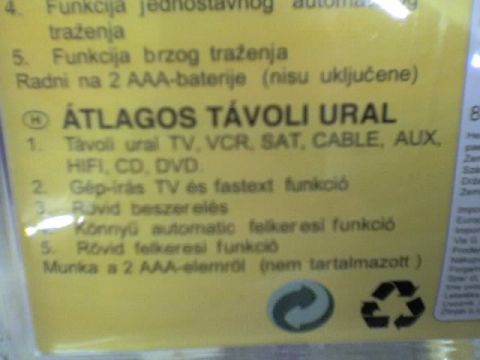 4. Funkcija jednostavnog
traženja
5. Funkcija brzog traženja
Radni na 2 AAA-baterije (nisu uključene)
H ÁTLAGOS TÁVOLI URAL
1. Távoli ural TV, VCR, SAT, CABLE, AUX,
HIFI, CD, DVD.
2. Gép-írás TV és fastext funkció
3. Rövid beszerelés
4. Könnyű automatic felkeresi funkció
5. Rövid felkeresi funkció
Munka a 2 AAA-elemről (nem tartalmazott)